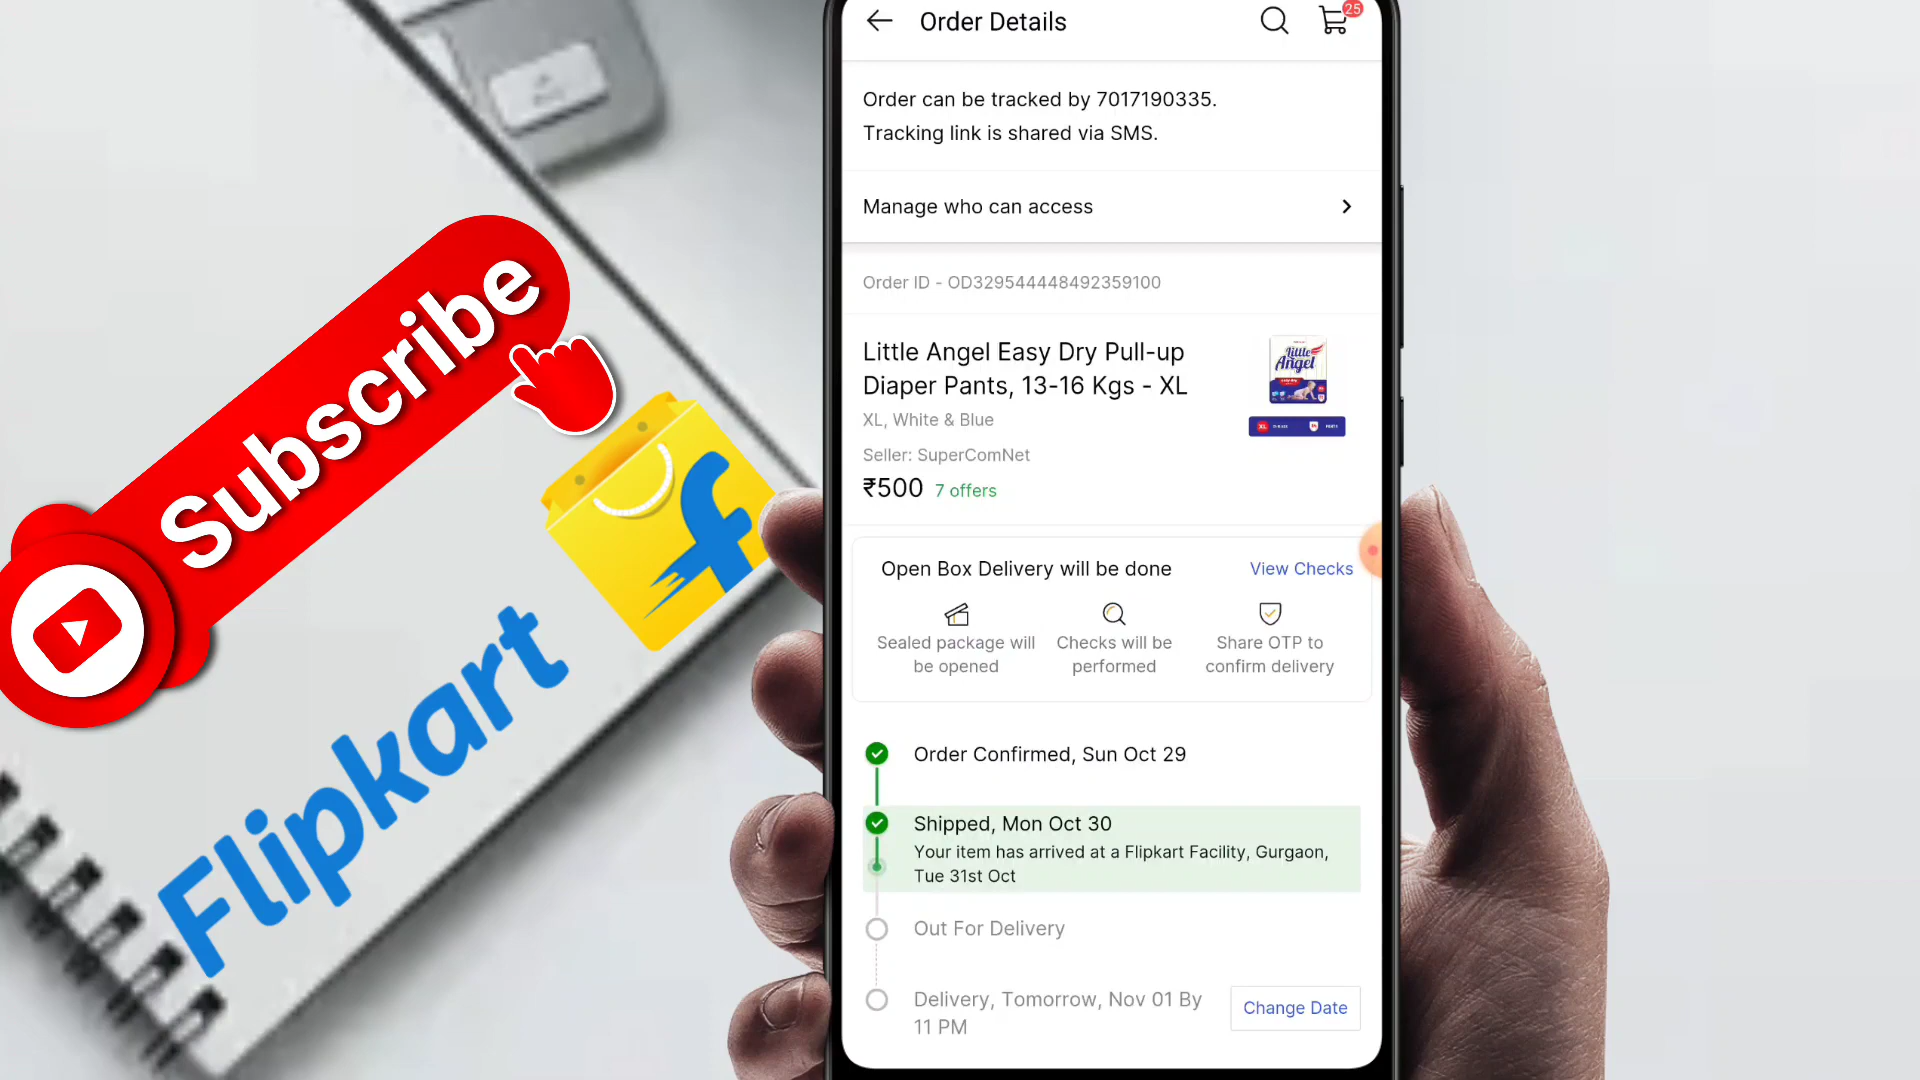 Order Details
25
Order can be tracked by 7017190335.
Tracking link is shared via SMS.
Manage who can access
Order ID - OD329544448492359100
Little Angel Easy Dry Pull-up
Diaper Pants, 13-16 Kgs - XL
XL, White & Blue
Seller: SuperComNet
₹500 7 offers
Little
Angel
XL
Open Box Delivery will be done
View Checks
Sealed package will
be opened
Checks will be
performed
Share OTP to
confirm delivery
Order Confirmed, Sun Oct 29
Shipped, Mon Oct 30
Your item has arrived at a Flipkart Facility, Gurgaon,
Tue 31st Oct
Out For Delivery
Delivery, Tomorrow, Nov 01 By
11 PM
Change Date
Subscribe
f
Flipkart